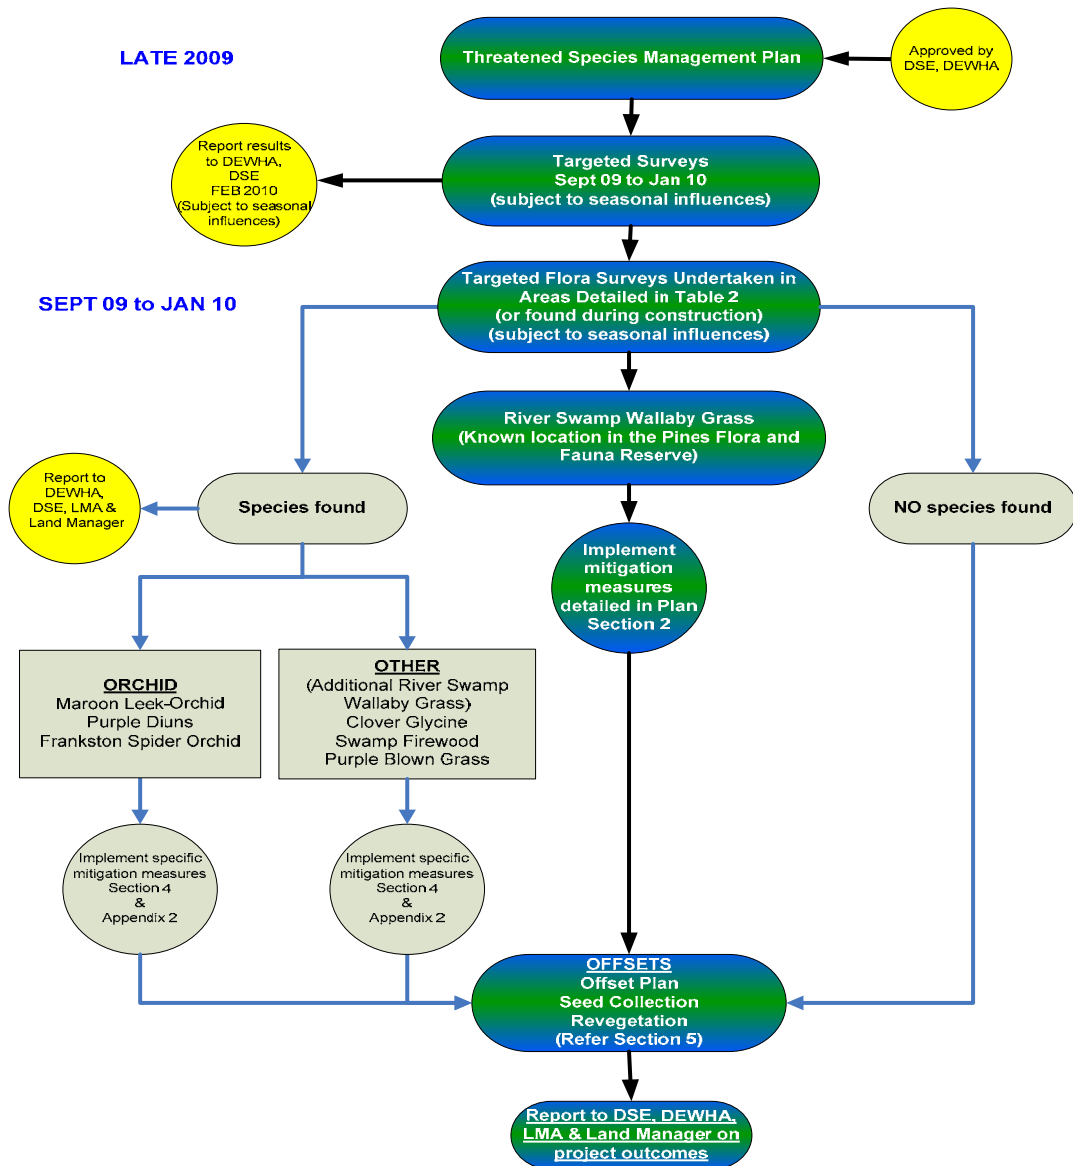 LATE 2009
Threatened Species Management Plan
Approved by
DSE, DEWHA
Report results
to DEWHA,
DSE
FEB 2010
(Subject to seasonal
influences)
Targeted Surveys
Sept 09 to Jan 10
(subject to seasonal influences)
SEPT 09 to JAN 10
Targeted Flora Surveys Undertaken in
Areas Detailed in Table 2
(or found during construction)
(subject to seasonal influences)
River Swamp Wallaby Grass
(Known location in the Pines Flora and
Fauna Reserve)
Report to
DEWHA,
DSE, LMA &
Land Manager
Species found
NO species found
Implement
mitigation
measures
detailed in Plan
Section 2
ORCHID
Maroon Leek-Orchid
Purple Diuns
Frankston Spider Orchid
OTHER
(Additional River Swamp
Wallaby Grass)
Clover Glycine
Swamp Firewood
Purple Blown Grass
Implement specific
mitigation measures
Section 4
&
Appendix 2
Implement specific
mitigation measures
Section 4
&
Appendix 2
OFFSETS
Offset Plan
Seed Collection
Revegetation
(Refer Section 5)
Report to DSE, DEWHA,
LMA & Land Manager on
project outcomes